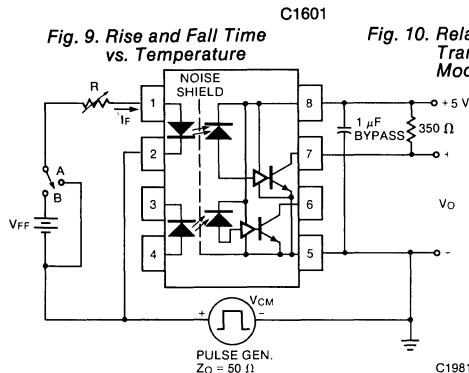 C1601
Fig. 9. Rise and Fall Time
vs. Temperature
Fig. 10. Rela
Tran
Mod
NOISE
SHIELD
R
IF
1
2
3
4
8
7
6
5
+5 V
1 µF
BYPASS
350 Ω
+
VO
-
A
B
VFF
+
VCM
-
PULSE GEN.
ZO = 50 Ω
C1981